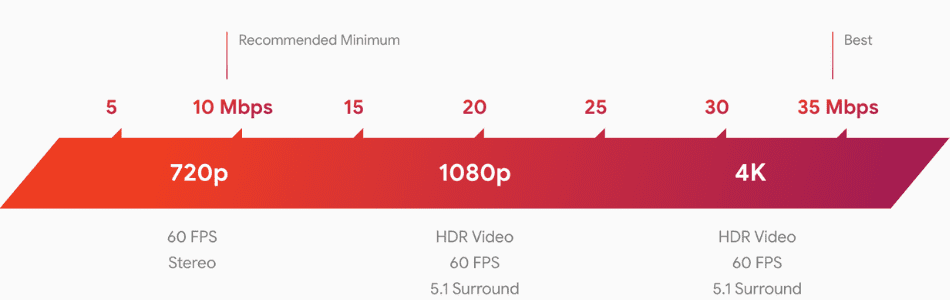 Recommended Minimum Best
5 10 Mbps 15 20 25 30 35 Mbps
720p 1080p 4K
60 FPS HDR Video HDR Video
Stereo 60 FPS 60 FPS
5.1 Surround 5.1 Surround